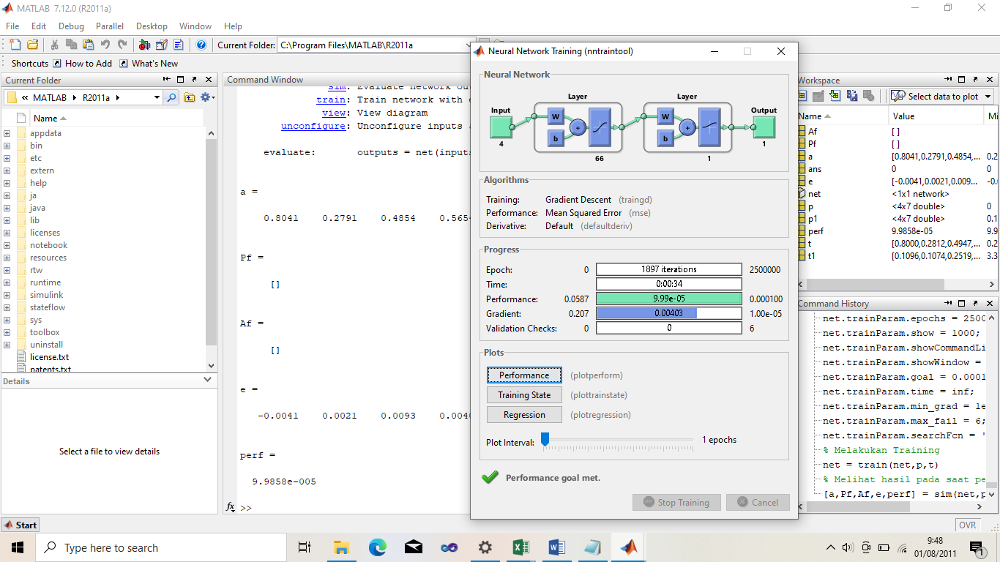 MATLAB 7.12.0 (R2011a)
File Edit Debug Parallel Desktop Window Help
Current Folder: C:\Program Files\MATLAB\R2011a
Shortcuts How to Add What's New
Current Folder
« MATLAB R2011a
Name
appdata
bin
etc
extern
help
ja
java
lib
licenses
notebook
resources
rtw
runtime
simulink
stateflow
sys
toolbox
uninstall
license.txt
patents.txt
Details
Select a file to view details
Start
Command Window
sim: Evaluate network ou
train: Train network with
view: View diagram
unconfigure: Unconfigure inputs
evaluate: outputs = net(input
a =
0.8041 0.2791 0.4854 0.565
Pf =
[]
Af =
[]
e =
-0.0041 0.0021 0.0093 0.004
perf =
9.9858e-005
fx >>
Neural Network Training (nntraintool)
Neural Network
Layer Layer
Input Output
W W
+ +
b b
4 1
66 1
Algorithms
Training: Gradient Descent (traingd)
Performance: Mean Squared Error (mse)
Derivative: Default (defaultderiv)
Progress
Epoch: 0 1897 iterations 2500000
Time: 0:00:34
Performance: 0.0587 9.99e-05 0.000100
Gradient: 0.207 0.00403 1.00e-05
Validation Checks: 0 0 6
Plots
Performance (plotperform)
Training State (plottrainstate)
Regression (plotregression)
Plot Interval: 1 epochs
Performance goal met.
Stop Training Cancel
Workspace
Select data to plot
Name Value Mi
Af []
Pf []
a [0.8041,0.2791,0.4854,... 0.2
ans 0 0
e [-0.0041,0.0021,0.009... -0.0
net <1x1 network>
p <4x7 double> 0
p1 <4x7 double> 0.1
perf 9.9858e-05 9.9
t [0.8000,0.2812,0.4947,... 0.2
t1 [0.1096,0.1074,0.2519,... 3.3
Command History
net.trainParam.epochs = 2500
net.trainParam.show = 1000;
net.trainParam.showCommandLi
net.trainParam.showWindow =
net.trainParam.goal = 0.0001
net.trainParam.time = inf;
net.trainParam.min_grad = 1e
net.trainParam.max_fail = 6;
net.trainParam.searchFcn = '
% Melakukan Training
net = train(net,p,t)
% Melihat hasil pada saat pe
[a,Pf,Af,e,perf] = sim(net,p
OVR
Type here to search
9:48
01/08/2011
1